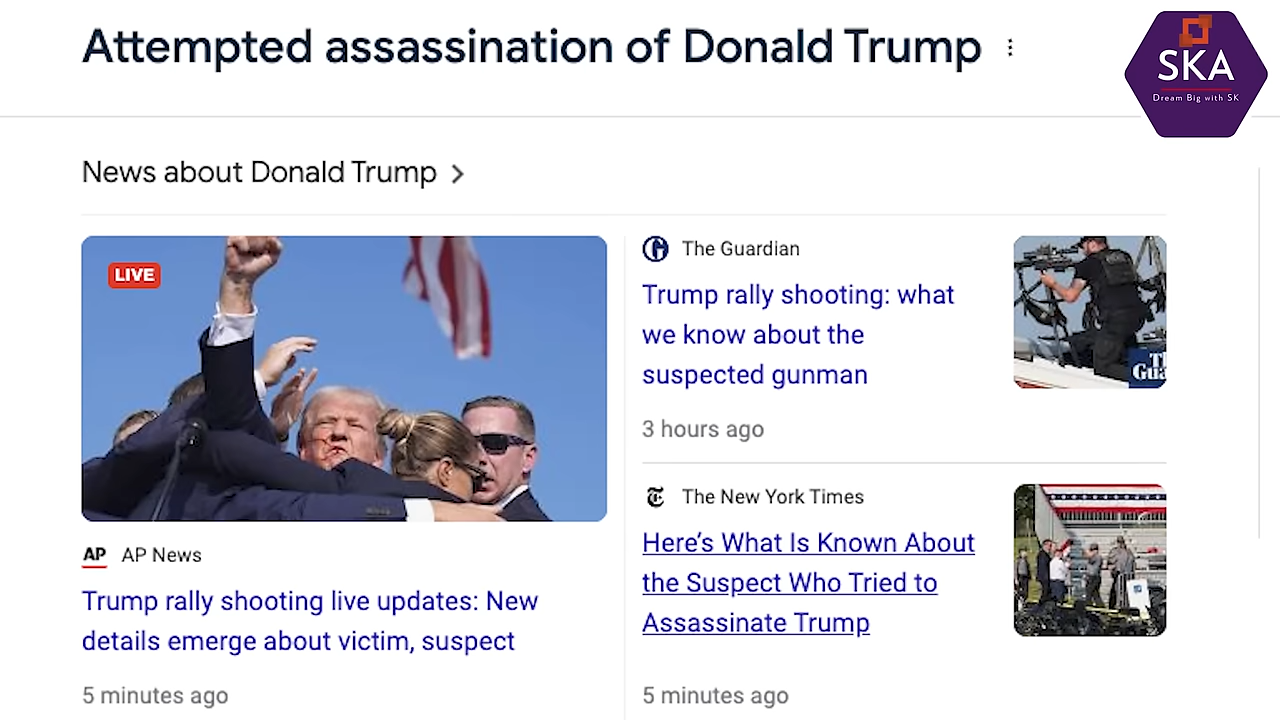 Attempted assassination of Donald Trump
SKA
Dream Big with SK
News about Donald Trump
LIVE
AP AP News
Trump rally shooting live updates: New
details emerge about victim, suspect
5 minutes ago
The Guardian
Trump rally shooting: what
we know about the
suspected gunman
3 hours ago
The New York Times
Here’s What Is Known About
the Suspect Who Tried to
Assassinate Trump
5 minutes ago